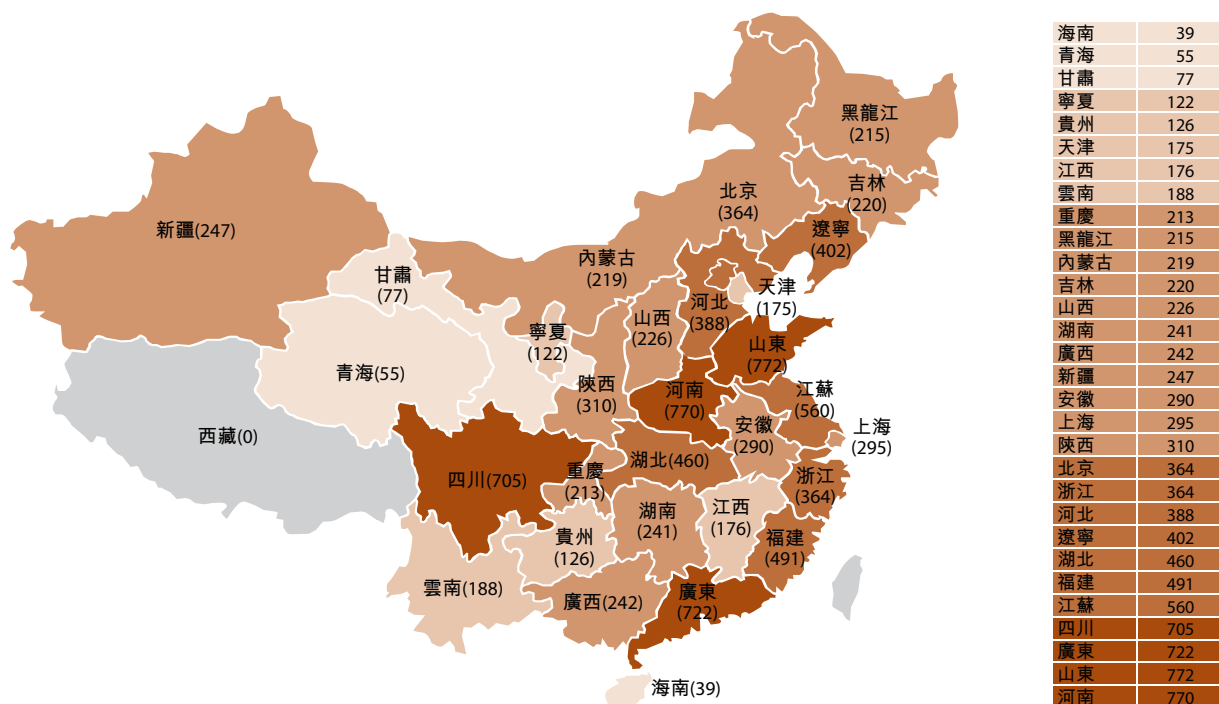 黑龍江
(215)
吉林
(220)
北京
(364)
遼寧
(402)
新疆(247)
內蒙古
(219)
甘肅
(77)
天津
(175)
河北
(388)
山西
(226)
寧夏
(122)
山東
(772)
青海(55)
陝西
(310)
河南
(770)
江蘇
(560)
西藏(0)
安徽
(290)
上海
(295)
湖北(460)
四川(705)
重慶
(213)
浙江
(364)
湖南
(241)
江西
(176)
貴州
(126)
福建
(491)
雲南(188)
廣西(242)
廣東
(722)
海南(39)
海南 39
青海 55
甘肅 77
寧夏 122
貴州 126
天津 175
江西 176
雲南 188
重慶 213
黑龍江 215
內蒙古 219
吉林 220
山西 226
湖南 241
廣西 242
新疆 247
安徽 290
上海 295
陝西 310
北京 364
浙江 364
河北 388
遼寧 402
湖北 460
福建 491
江蘇 560
四川 705
廣東 722
山東 772
河南 770